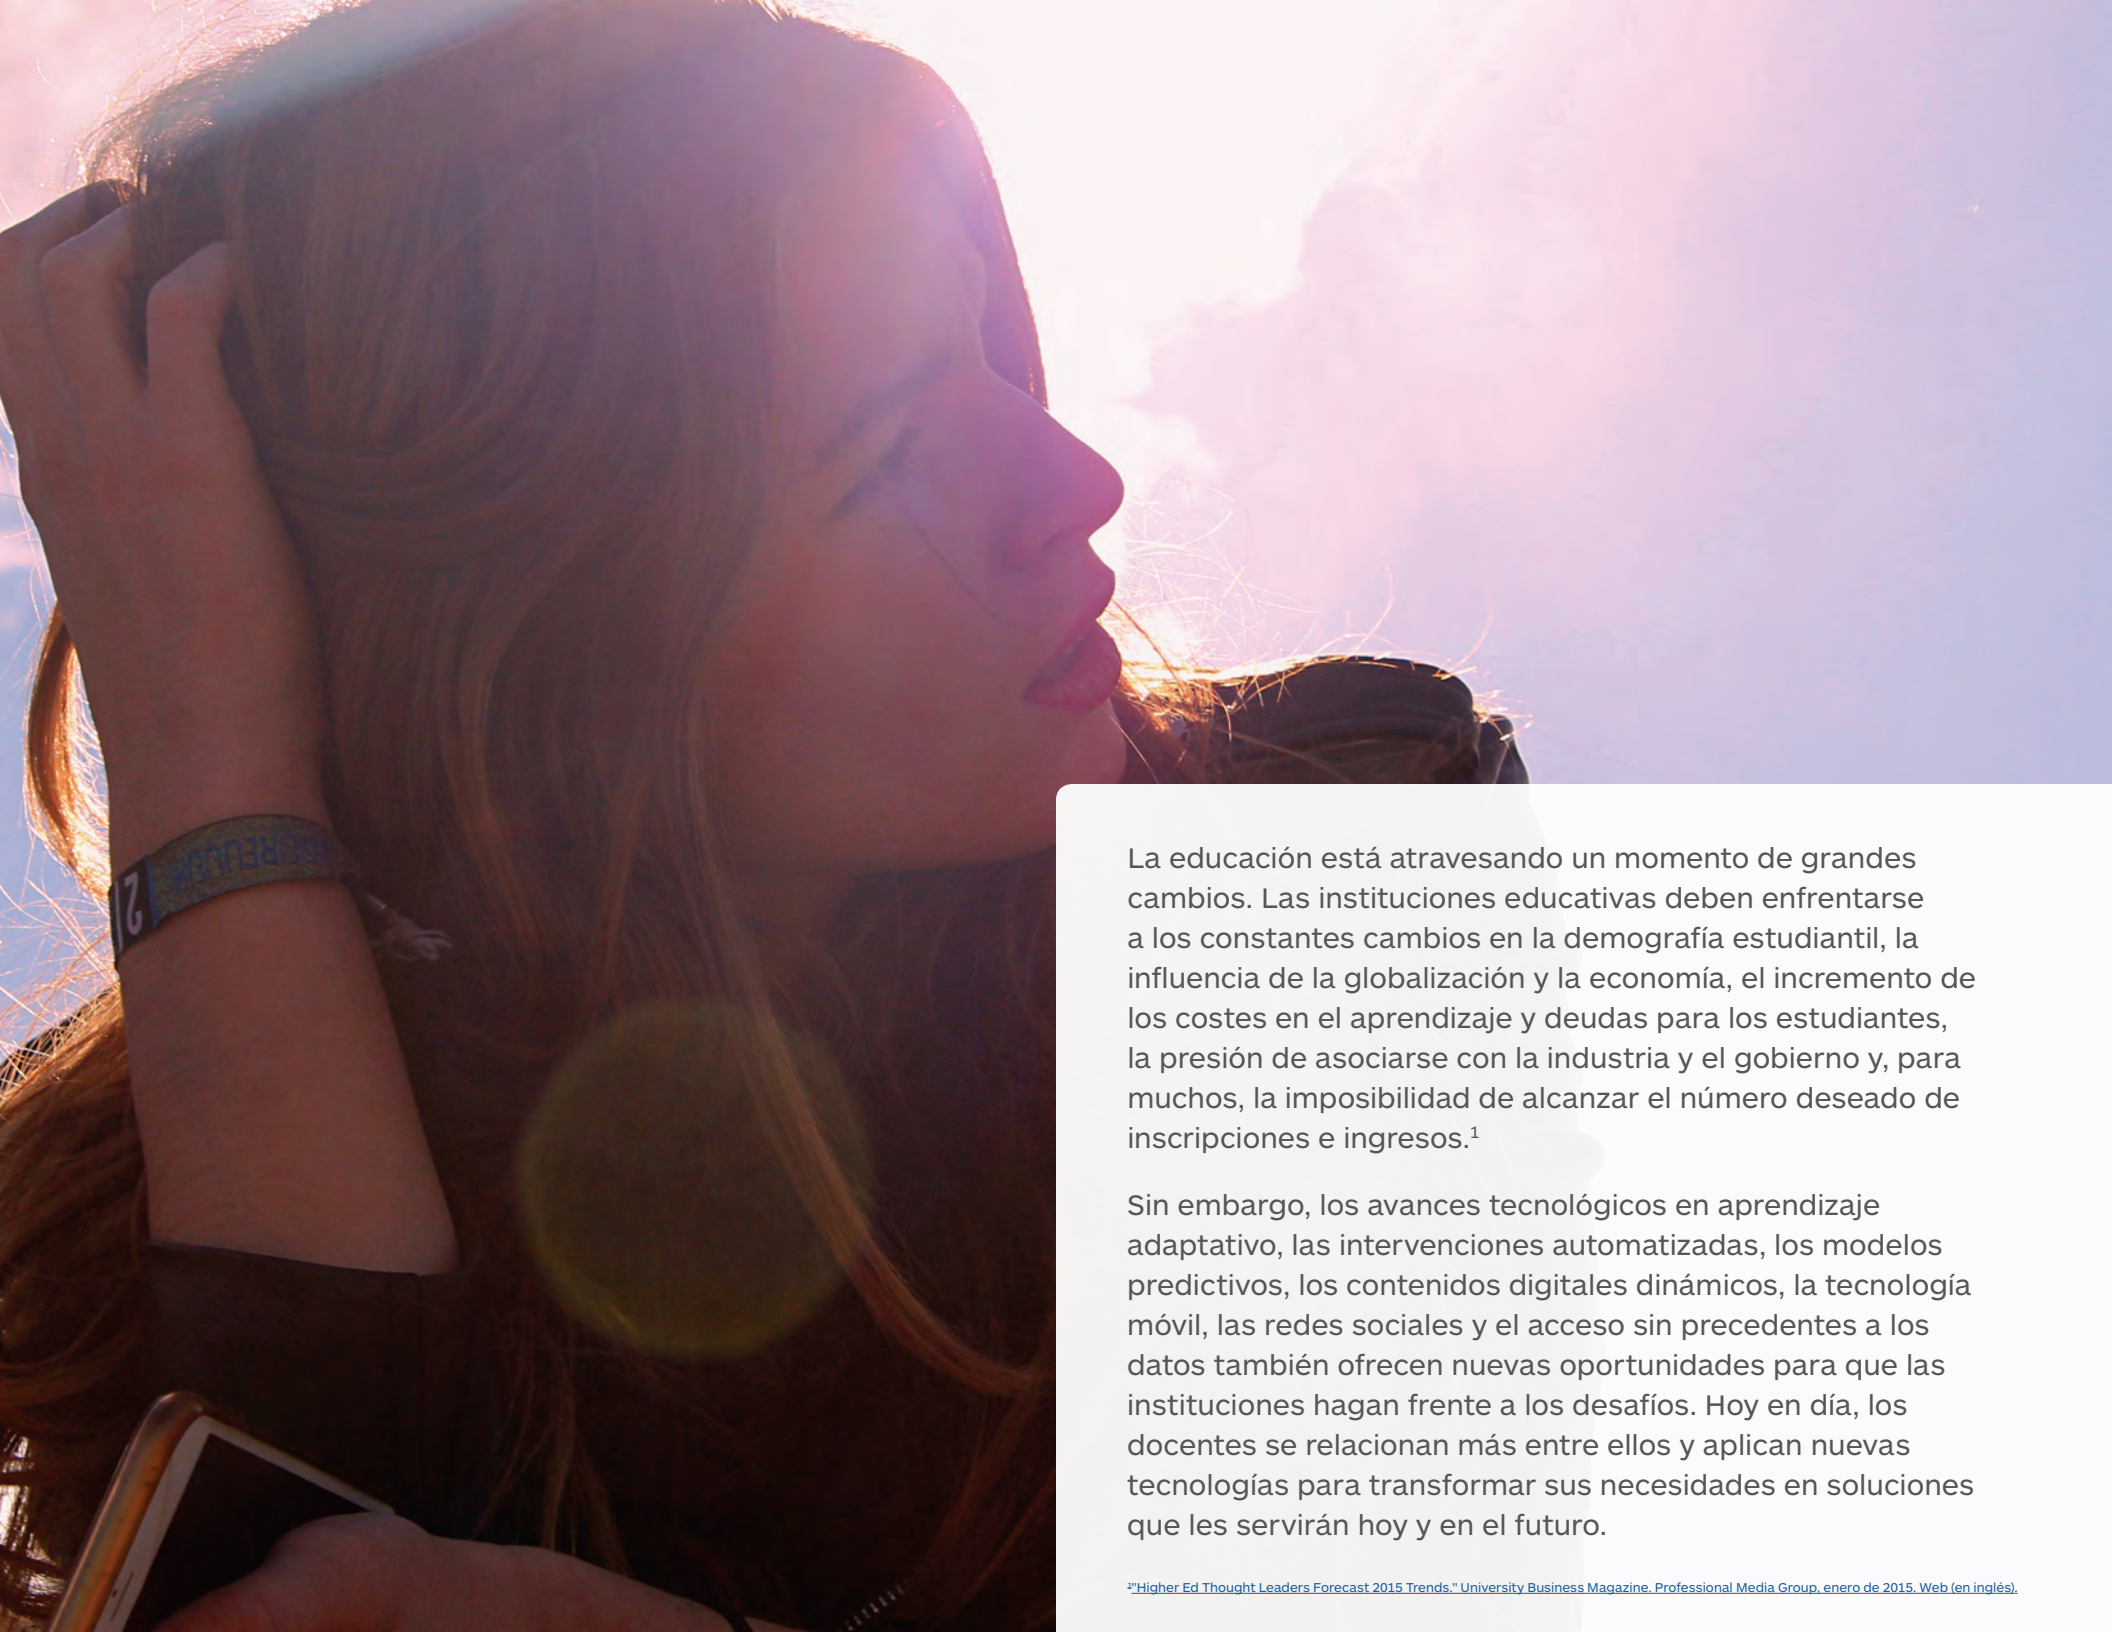 La educación está atravesando un momento de grandes
cambios. Las instituciones educativas deben enfrentarse
a los constantes cambios en la demografía estudiantil, la
influencia de la globalización y la economía, el incremento de
los costes en el aprendizaje y deudas para los estudiantes,
la presión de asociarse con la industria y el gobierno y, para
muchos, la imposibilidad de alcanzar el número deseado de
inscripciones e ingresos.¹
Sin embargo, los avances tecnológicos en aprendizaje
adaptativo, las intervenciones automatizadas, los modelos
predictivos, los contenidos digitales dinámicos, la tecnología
móvil, las redes sociales y el acceso sin precedentes a los
datos también ofrecen nuevas oportunidades para que las
instituciones hagan frente a los desafíos. Hoy en día, los
docentes se relacionan más entre ellos y aplican nuevas
tecnologías para transformar sus necesidades en soluciones
que les servirán hoy y en el futuro.
¹"Higher Ed Thought Leaders Forecast 2015 Trends." University Business Magazine. Professional Media Group, enero de 2015. Web (en inglés).